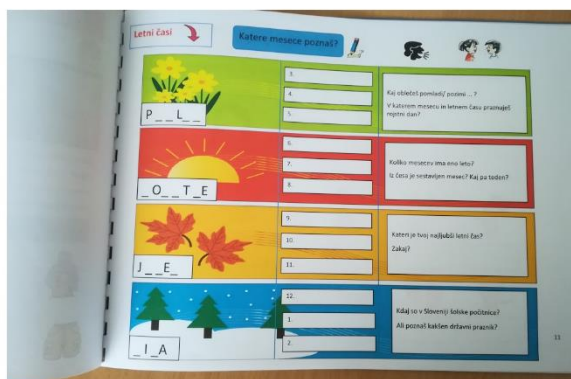 Letni časi
Katere mesece poznaš?
P _ _ L _ _
3.
4.
5.
Kaj oblečeš pomladi/ pozimi ... ?
V katerem mesecu in letnem času praznuješ
rojstni dan?
_ O _ _ T _ E
6.
7.
8.
Koliko mesecev ima eno leto?
Iz česa je sestavljen mesec? Kaj pa teden?
J _ _ E _
9.
10.
11.
Kateri je tvoj najljubši letni čas?
Zakaj?
_ I _ A
12.
1.
2.
Kdaj so v Sloveniji šolske počitnice?
Ali poznaš kakšen državni praznik?